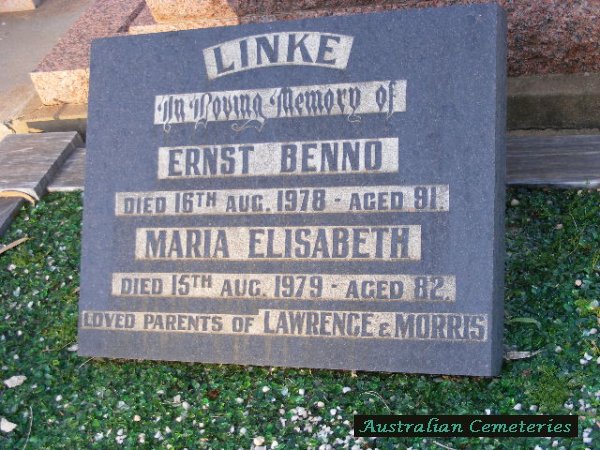 LINKE
In Loving Memory of
ERNST BENNO
DIED 16TH AUG. 1978 - AGED 91.
MARIA ELISABETH
DIED 15TH AUG. 1979 - AGED 82.
LOVED PARENTS OF LAWRENCE & MORRIS
Australian Cemeteries